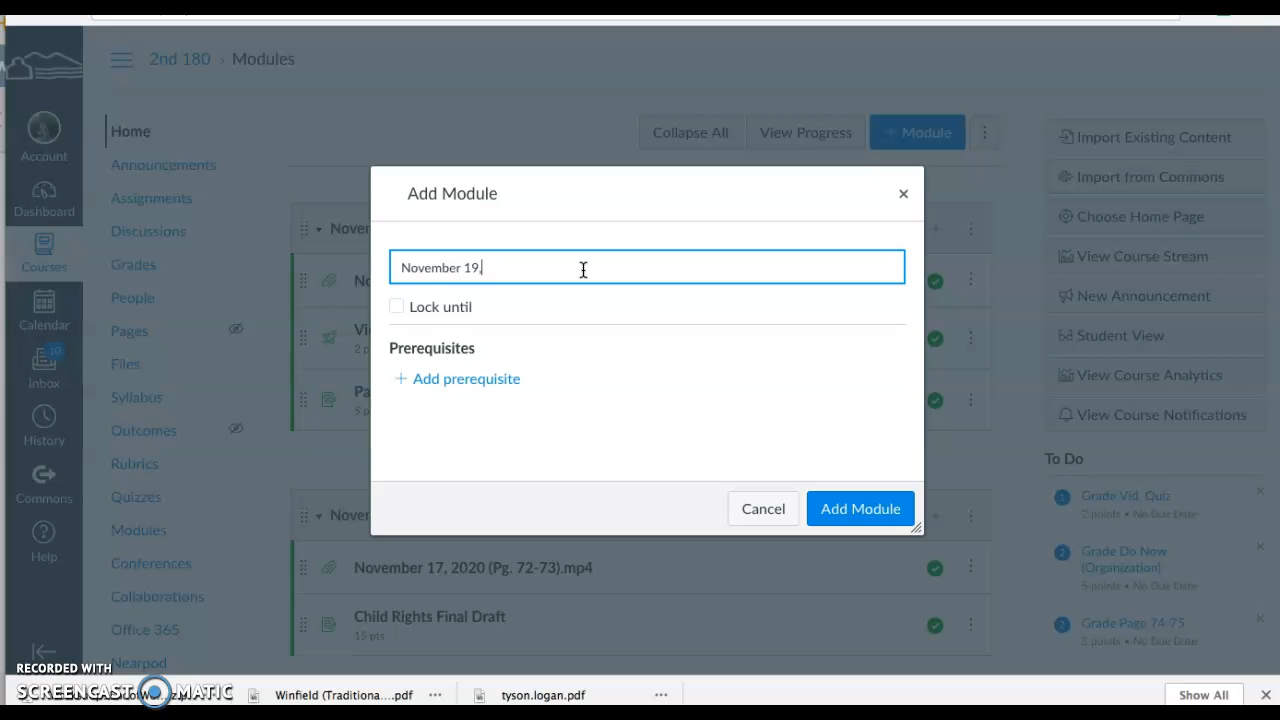 2nd 180 › Modules
Account
Dashboard
Courses
Calendar
10
Inbox
History
Commons
Help
Home
Announcements
Assignments
Discussions
Grades
People
Pages
Files
Syllabus
Outcomes
Rubrics
Quizzes
Modules
Conferences
Collaborations
Office 365
Nearpod
Collapse All
View Progress
+ Module
Add Module
November 19,
Lock until
Prerequisites
+ Add prerequisite
Cancel
Add Module
November 17, 2020 (Pg. 72-73).mp4
Child Rights Final Draft
15 pts
Import Existing Content
Import from Commons
Choose Home Page
View Course Stream
New Announcement
Student View
View Course Analytics
View Course Notifications
To Do
Grade Vid. Quiz
2 points • No Due Date
Grade Do Now
(Organization)
5 points • No Due Date
Grade Page 74-75
5 points • No Due Date
RECORDED WITH
SCREENCAST-O-MATIC
Winfield (Traditiona....pdf
tyson.logan.pdf
Show All